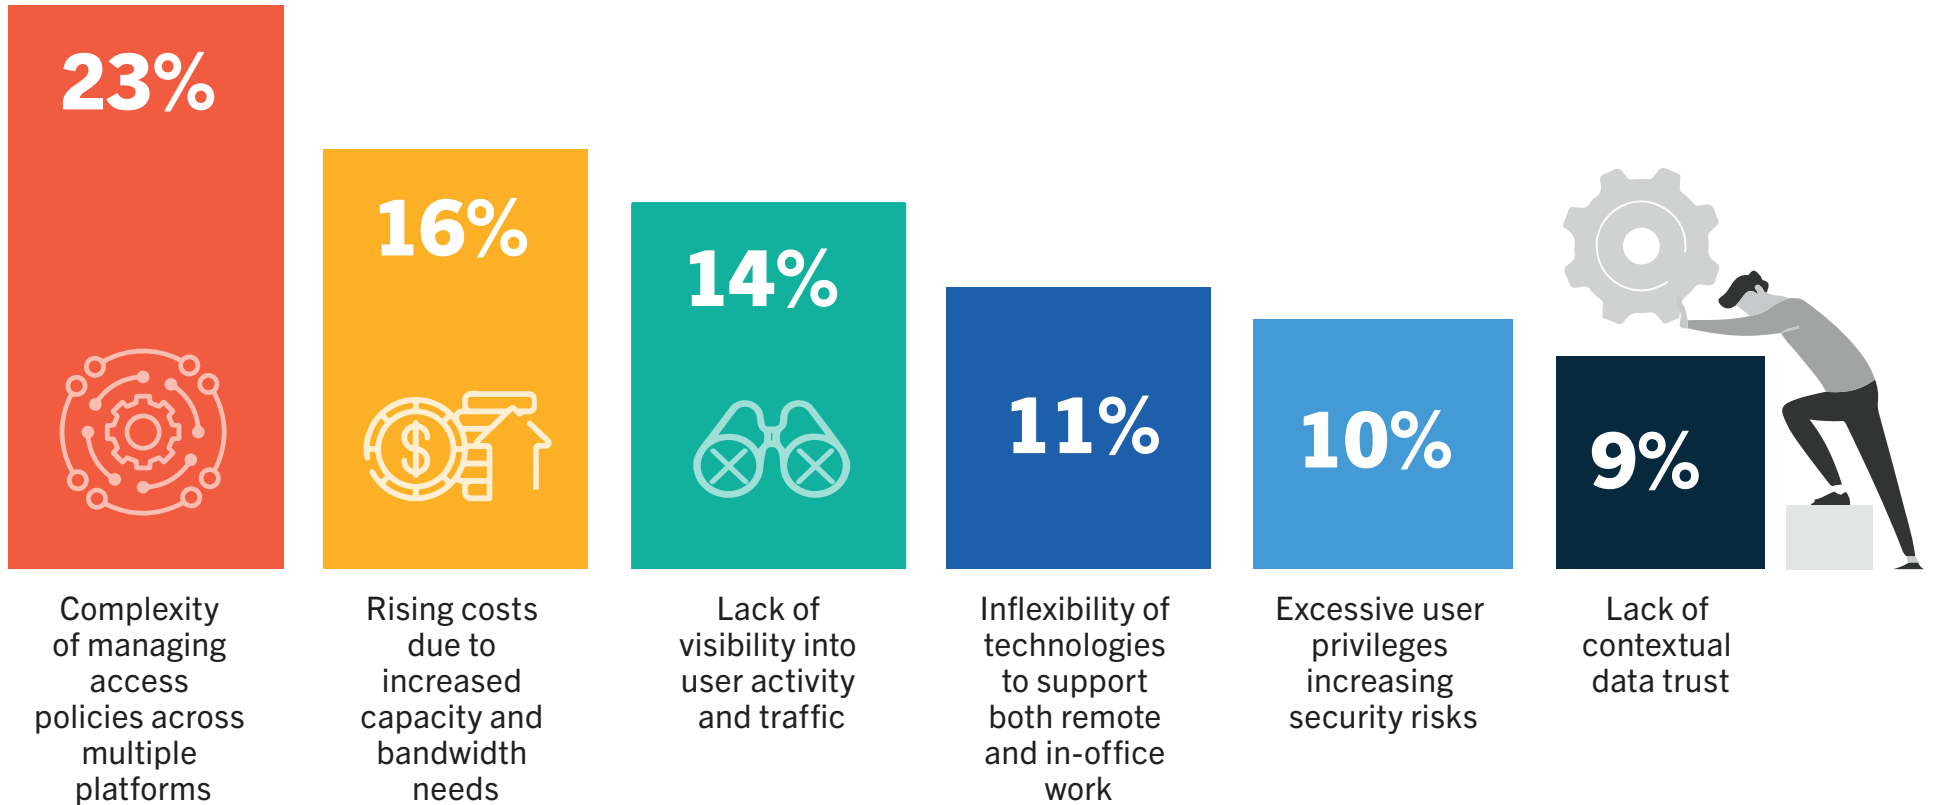 23%
16%
14%
11%
10%
9%
Complexity
of managing
access
policies across
multiple
platforms
Rising costs
due to
increased
capacity and
bandwidth
needs
Lack of
visibility into
user activity
and traffic
Inflexibility of
technologies
to support
both remote
and in-office
work
Excessive user
privileges
increasing
security risks
Lack of
contextual
data trust